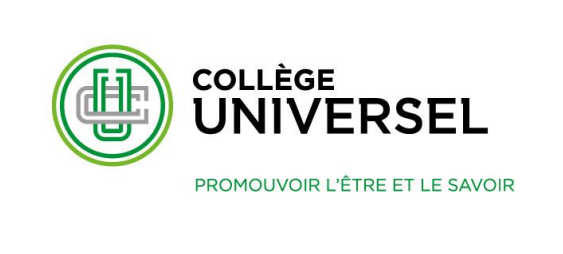 COLLÈGE
UNIVERSEL
PROMOUVOIR L'ÊTRE ET LE SAVOIR